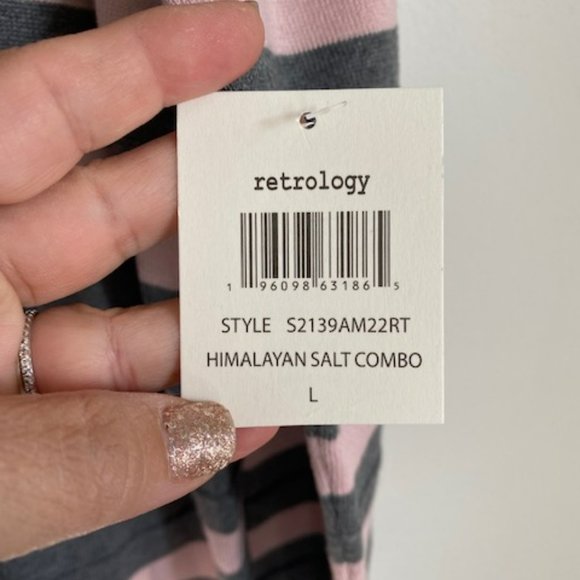 retrology
1 96098 63186 5
STYLE S2139AM22RT
HIMALAYAN SALT COMBO
L